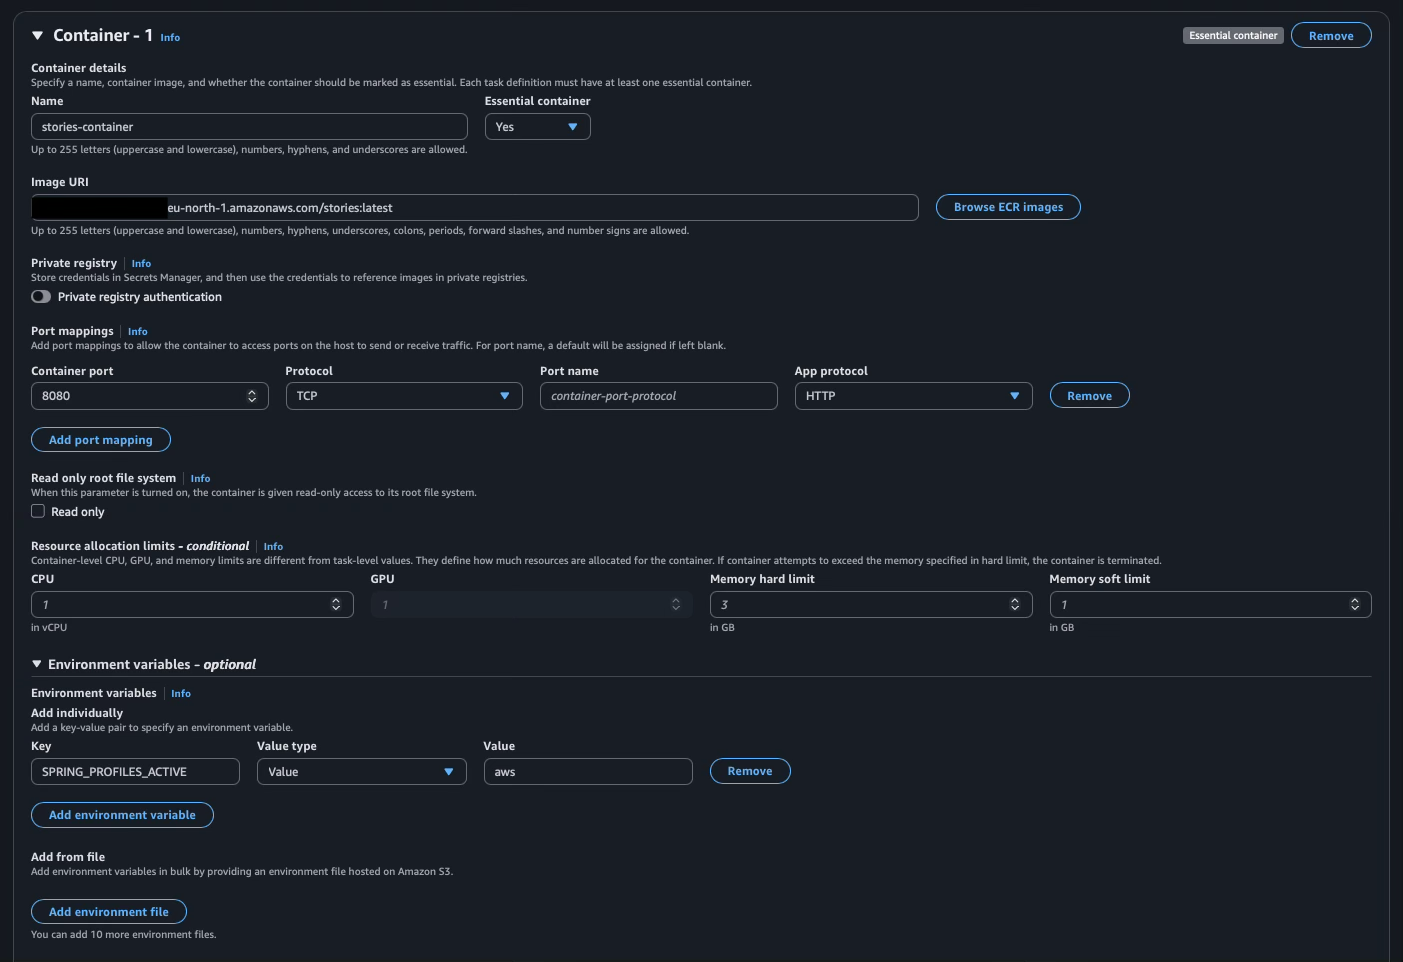 Container - 1 Info Essential container Remove
Container details
Specify a name, container image, and whether the container should be marked as essential. Each task definition must have at least one essential container.
Name Essential container
stories-container Yes
Up to 255 letters (uppercase and lowercase), numbers, hyphens, and underscores are allowed.
Image URI
eu-north-1.amazonaws.com/stories:latest Browse ECR images
Up to 255 letters (uppercase and lowercase), numbers, hyphens, underscores, colons, periods, forward slashes, and number signs are allowed.
Private registry Info
Store credentials in Secrets Manager, and then use the credentials to reference images in private registries.
Private registry authentication
Port mappings Info
Add port mappings to allow the container to access ports on the host to send or receive traffic. For port name, a default will be assigned if left blank.
Container port Protocol Port name App protocol
8080 TCP container-port-protocol HTTP Remove
Add port mapping
Read only root file system Info
When this parameter is turned on, the container is given read-only access to its root file system.
Read only
Resource allocation limits - conditional Info
Container-level CPU, GPU, and memory limits are different from task-level values. They define how much resources are allocated for the container. If container attempts to exceed the memory specified in hard limit, the container is terminated.
CPU GPU Memory hard limit Memory soft limit
1 1 3 1
in vCPU in GB in GB
Environment variables - optional
Environment variables Info
Add individually
Add a key-value pair to specify an environment variable.
Key Value type Value
SPRING_PROFILES_ACTIVE Value aws Remove
Add environment variable
Add from file
Add environment variables in bulk by providing an environment file hosted on Amazon S3.
Add environment file
You can add 10 more environment files.